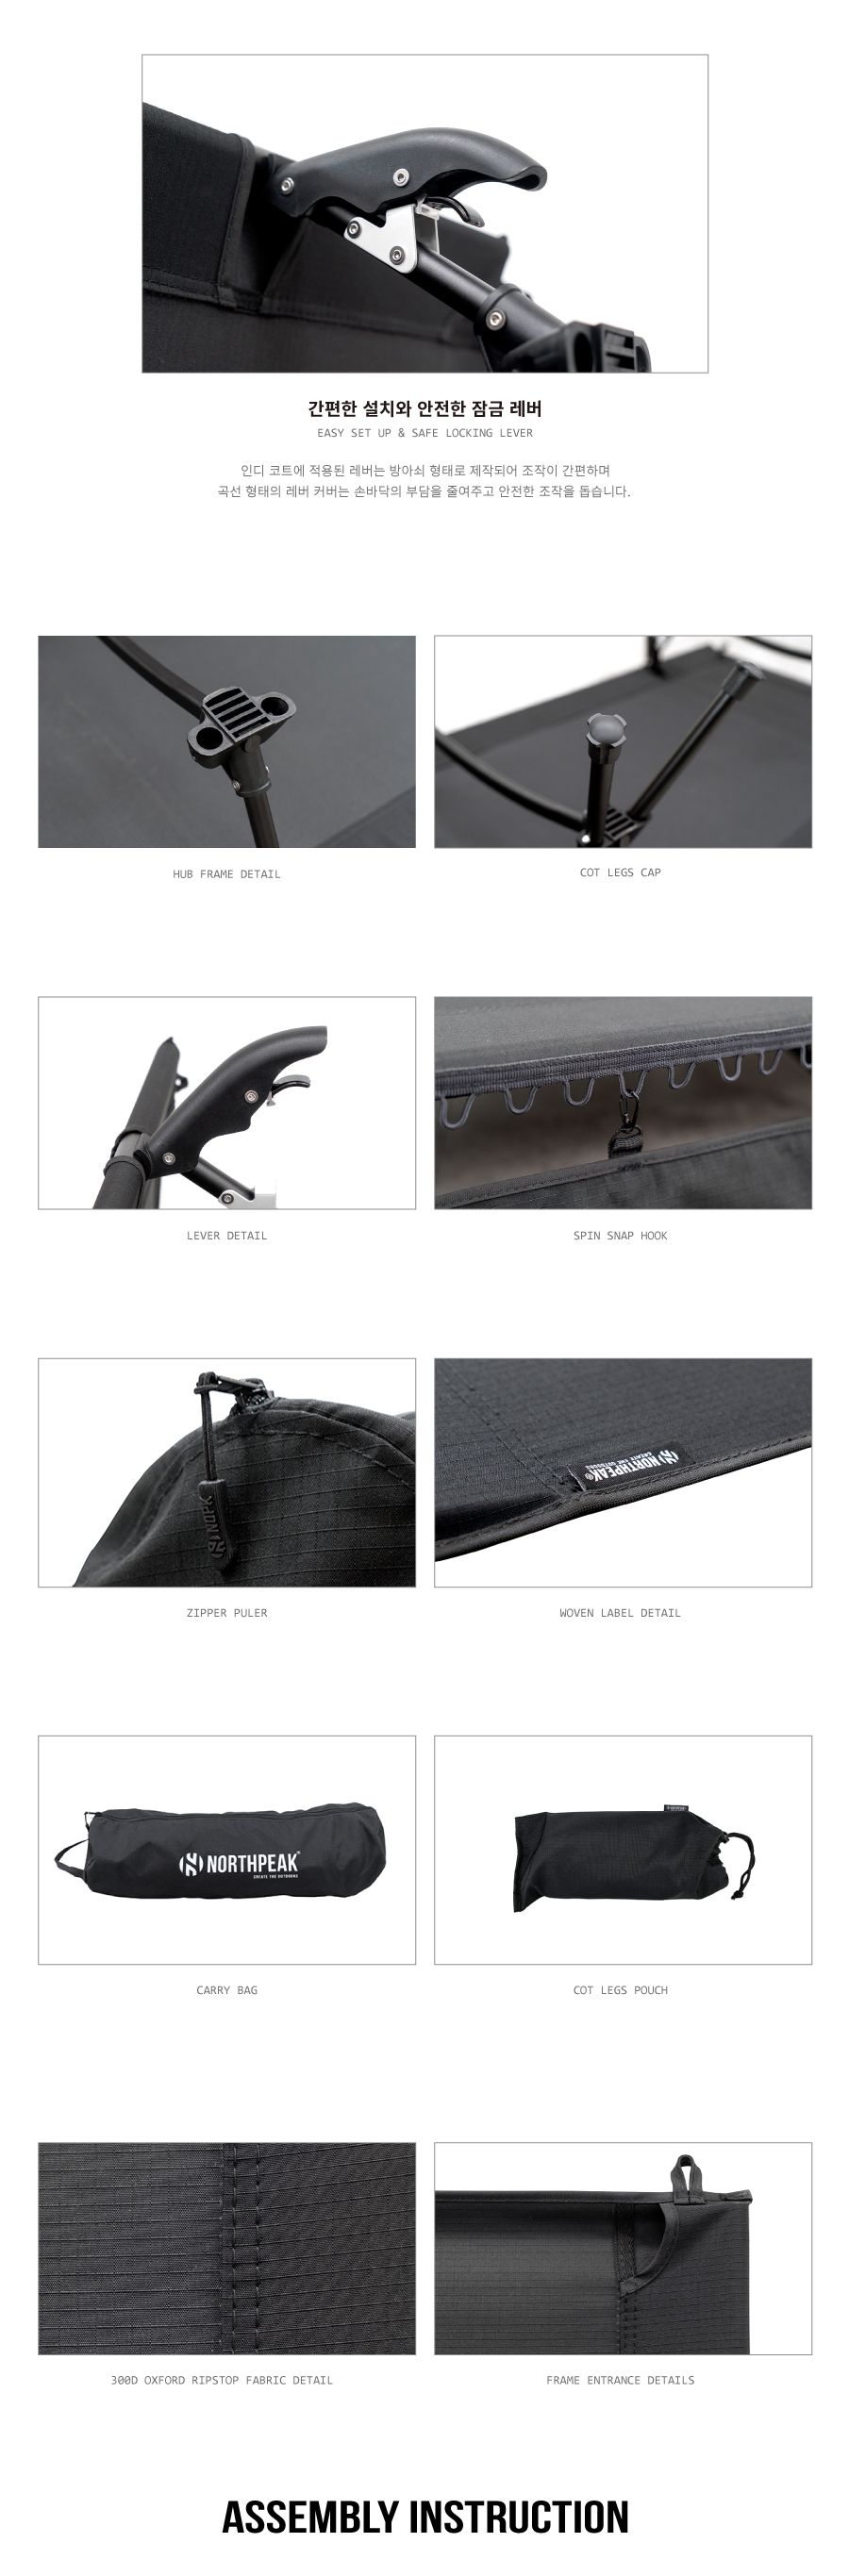 간편한 설치와 안전한 잠금 레버
EASY SET UP & SAFE LOCKING LEVER
인디 코트에 적용된 레버는 방아쇠 형태로 제작되어 조작이 간편하며
곡선 형태의 레버 커버는 손바닥의 부담을 줄여주고 안전한 조작을 돕습니다.
HUB FRAME DETAIL
COT LEGS CAP
LEVER DETAIL
SPIN SNAP HOOK
NOPK
NORTHPEAK®
CREATE THE OUTDOORS
ZIPPER PULER
WOVEN LABEL DETAIL
NORTHPEAK®
CREATE THE OUTDOORS
CARRY BAG
COT LEGS POUCH
300D OXFORD RIPSTOP FABRIC DETAIL
FRAME ENTRANCE DETAILS
ASSEMBLY INSTRUCTION